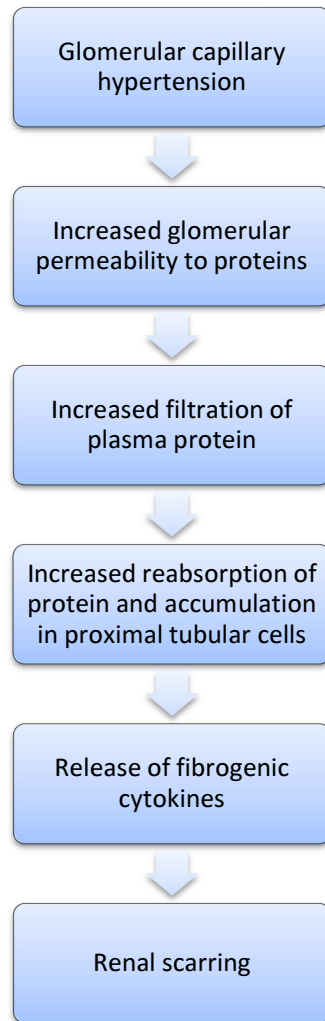 Glomerular capillary
hypertension
Increased glomerular
permeability to proteins
Increased filtration of
plasma protein
Increased reabsorption of
protein and accumulation
in proximal tubular cells
Release of fibrogenic
cytokines
Renal scarring